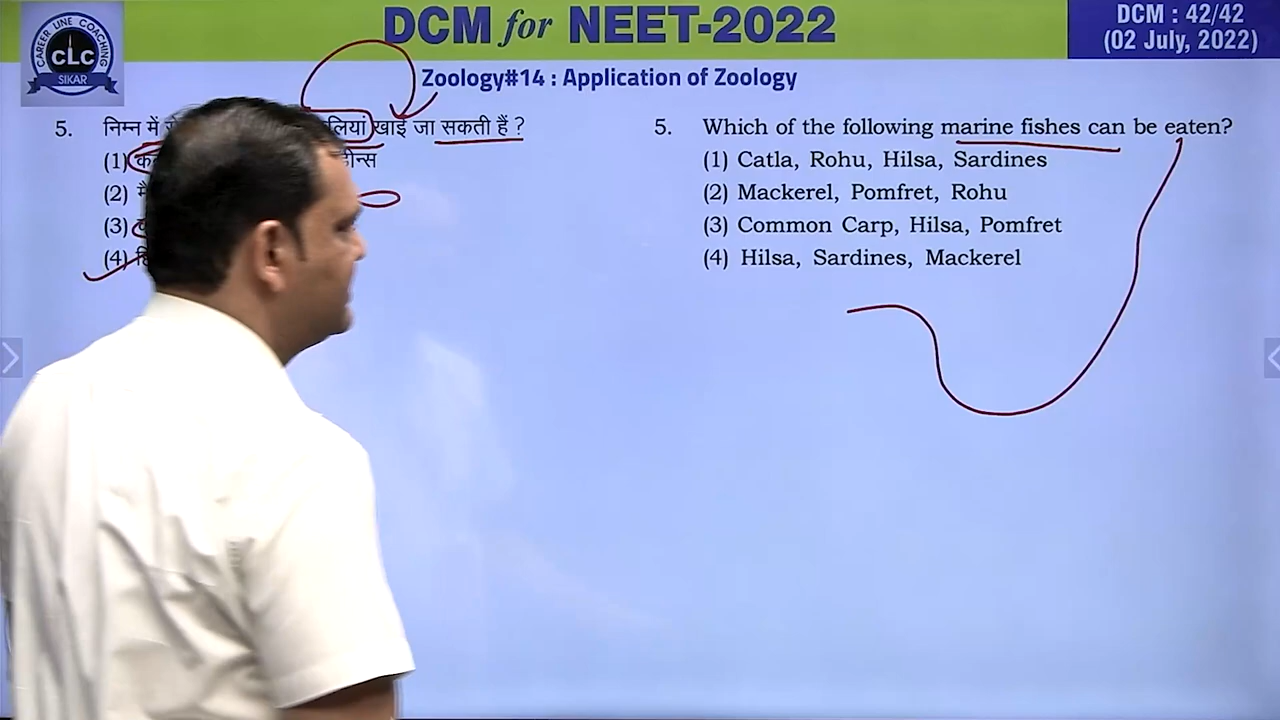 DCM for NEET-2022
DCM : 42/42
(02 July, 2022)
CAREER LINE COACHING
CLC
SIKAR
Zoology#14 : Application of Zoology
5. निम्न में खाई जा सकती हैं ?
(1)
(2)
(3)
(4)
5. Which of the following marine fishes can be eaten?
(1) Catla, Rohu, Hilsa, Sardines
(2) Mackerel, Pomfret, Rohu
(3) Common Carp, Hilsa, Pomfret
(4) Hilsa, Sardines, Mackerel